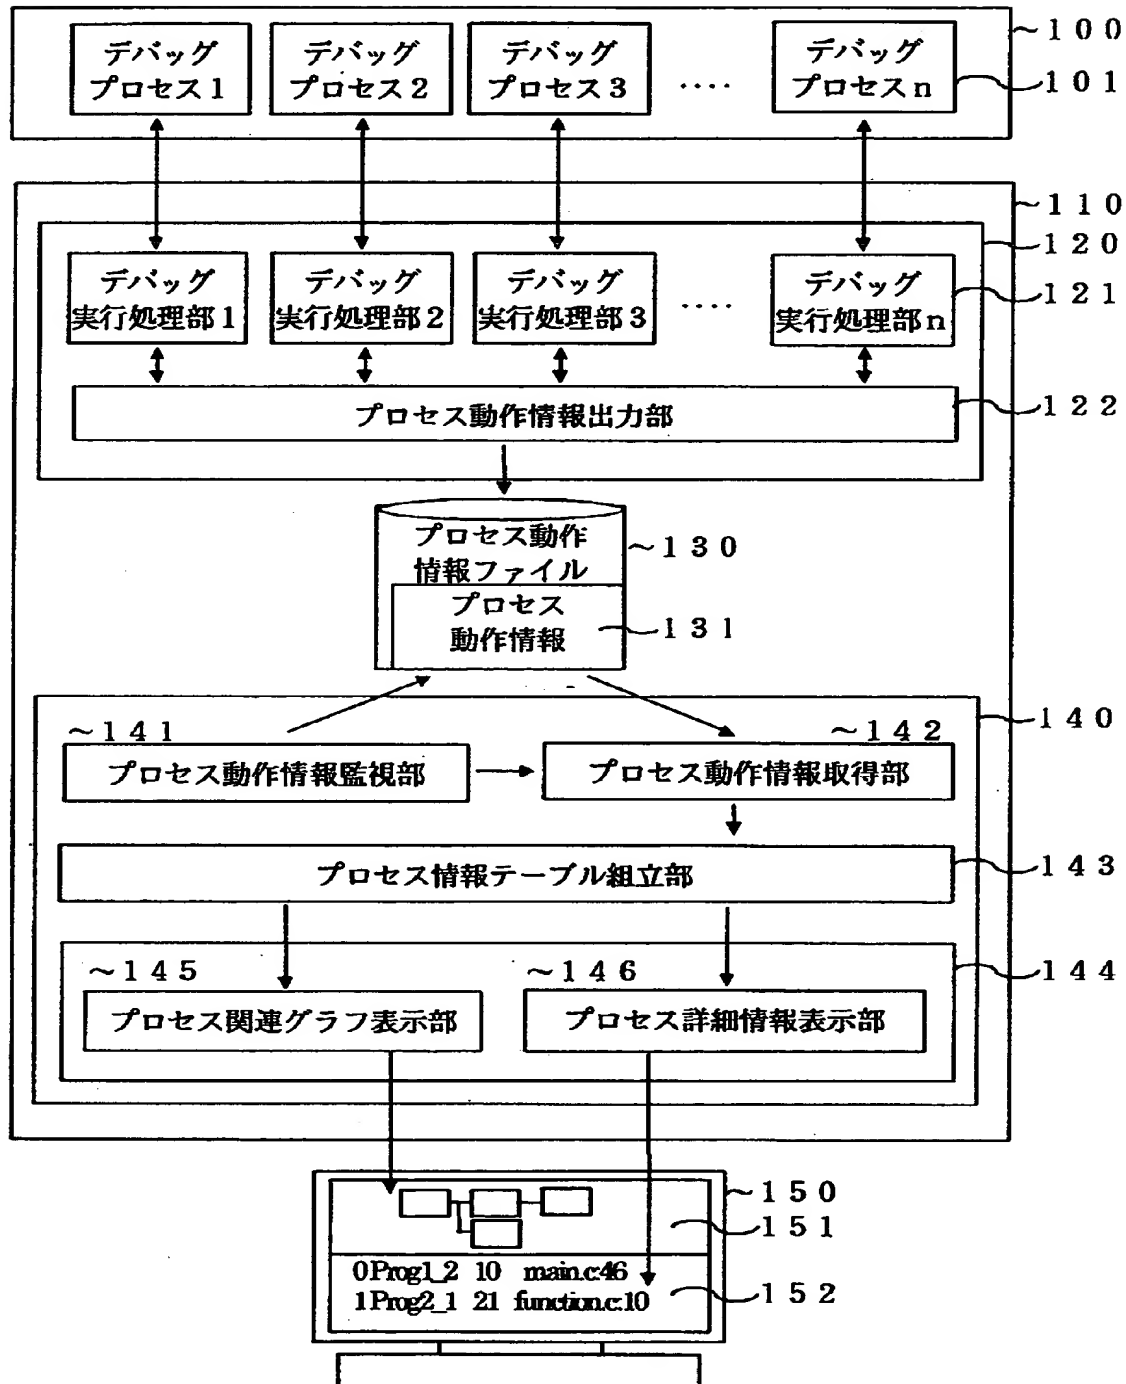 デバッグ
プロセス1
デバッグ
プロセス2
デバッグ
プロセス3
‥‥
デバッグ
プロセスn
~100
101
~110
120
デバッグ
実行処理部1
デバッグ
実行処理部2
デバッグ
実行処理部3
‥‥
デバッグ
実行処理部n
121
プロセス動作情報出力部
122
プロセス動作
情報ファイル
~130
プロセス
動作情報
131
140
~141
プロセス動作情報監視部
~142
プロセス動作情報取得部
プロセス情報テーブル組立部
143
144
~145
プロセス関連グラフ表示部
~146
プロセス詳細情報表示部
~150
151
0Prog1_2 10 main.c:46
1Prog2_1 21 function.c:10
152